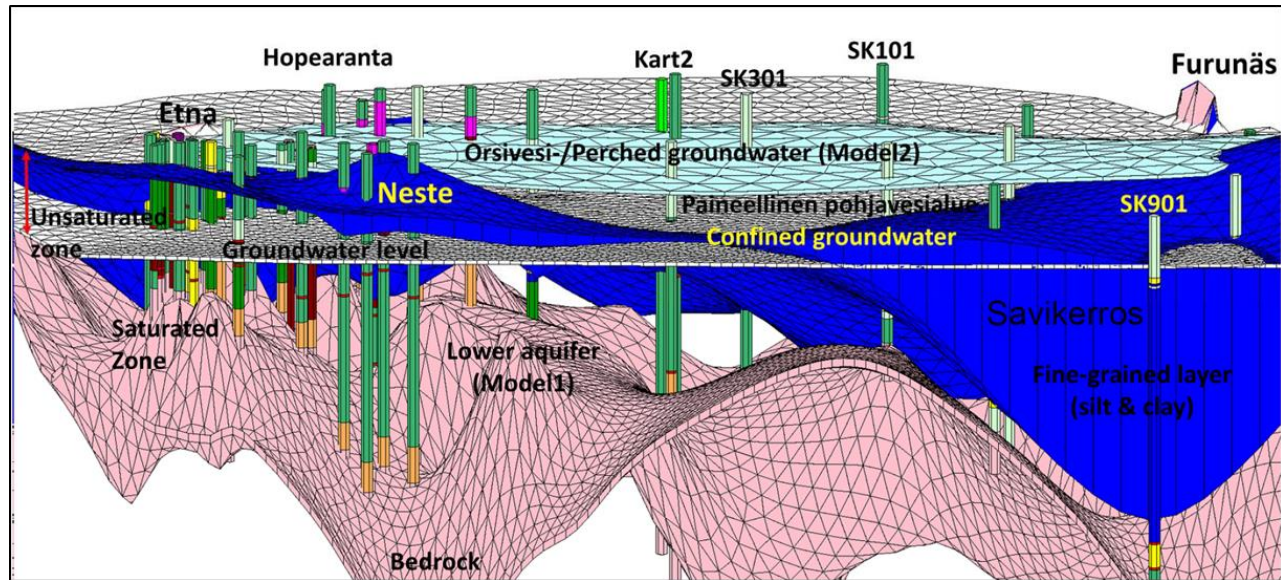 Hopearanta
Kart2
SK301
SK101
Furunäs
Etna
Orsivesi-/Perched groundwater (Model2)
Neste
Paineellinen pohjavesialue
SK901
Unsaturated
zone
Groundwater level
Confined groundwater
Saturated
Zone
Lower aquifer
(Model1)
Savikerros
Fine-grained layer
(silt & clay)
Bedrock